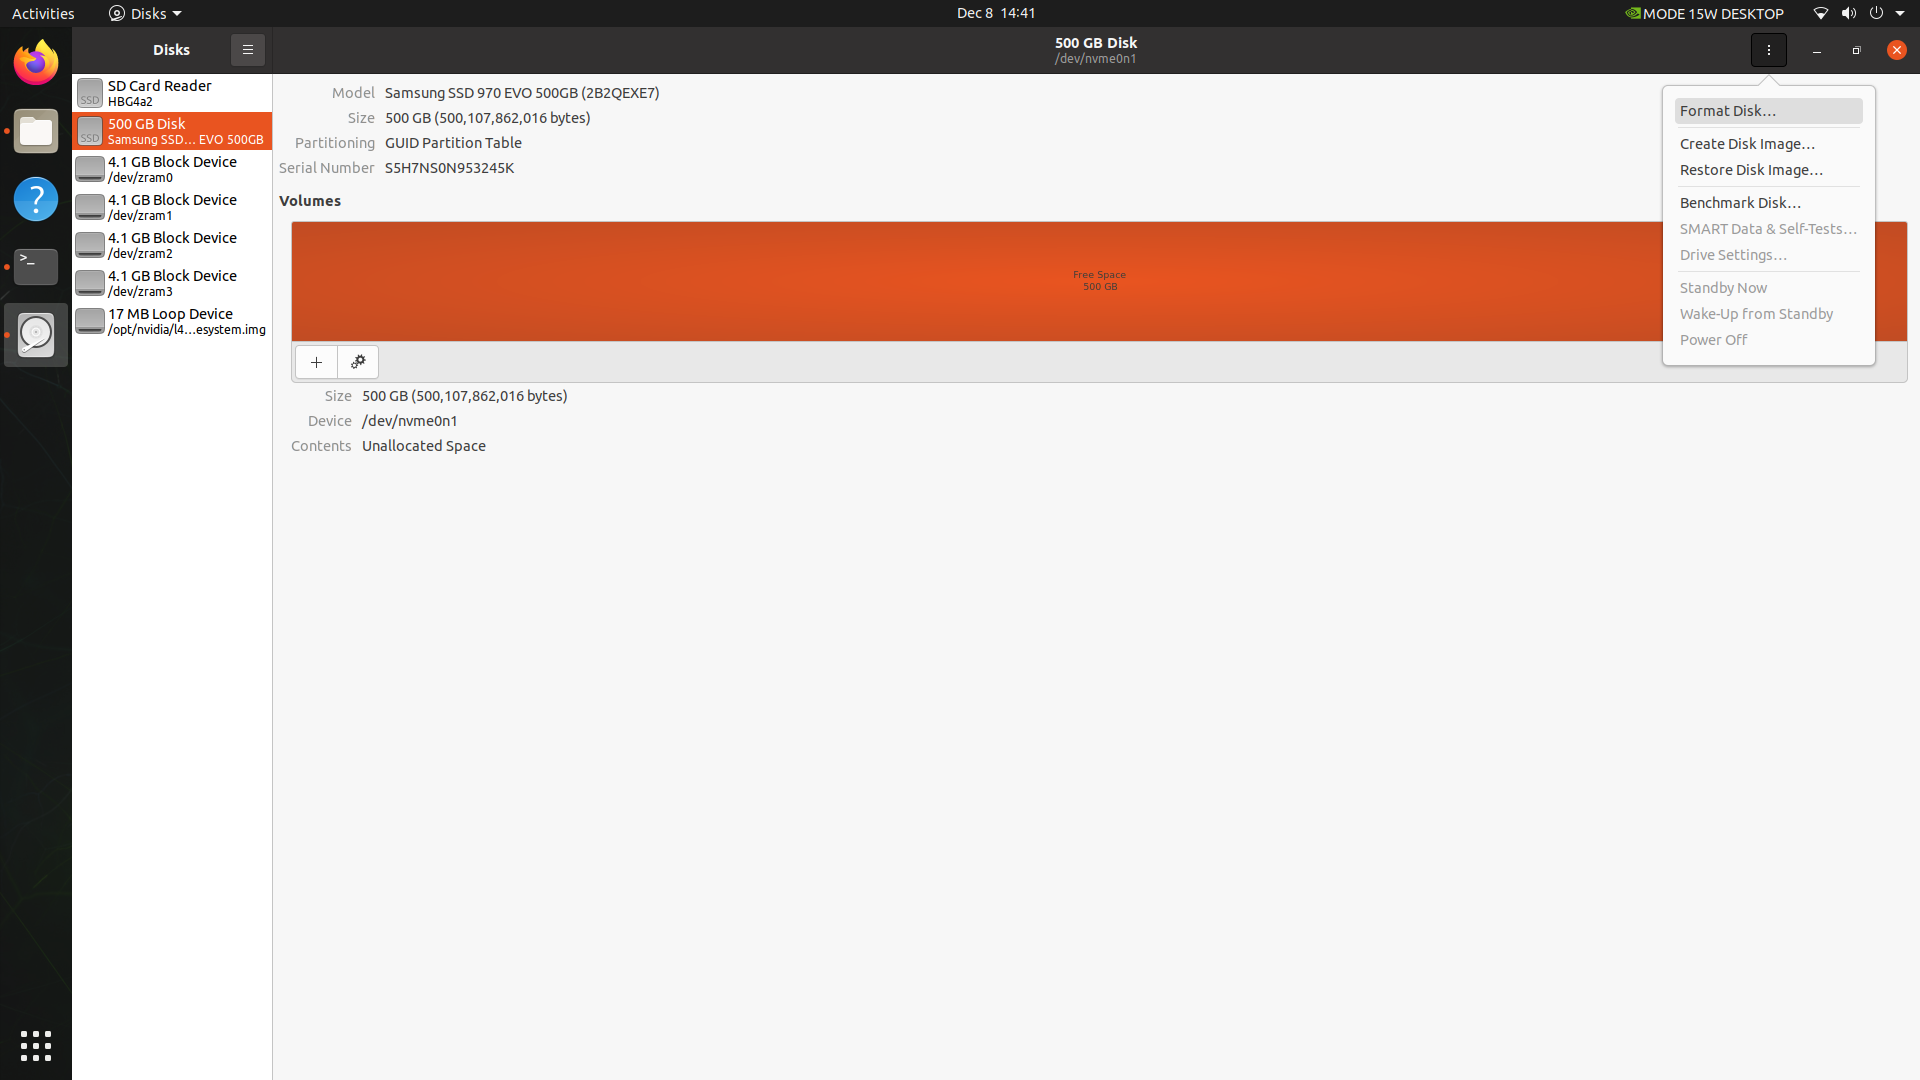 Activities
Disks
Dec 8 14:41
MODE 15W DESKTOP
Disks
500 GB Disk
/dev/nvme0n1
SSD
SD Card Reader
HBG4a2
SSD
500 GB Disk
Samsung SSD... EVO 500GB
4.1 GB Block Device
/dev/zram0
4.1 GB Block Device
/dev/zram1
4.1 GB Block Device
/dev/zram2
4.1 GB Block Device
/dev/zram3
17 MB Loop Device
/opt/nvidia/l4...esystem.img
Model Samsung SSD 970 EVO 500GB (2B2QEXE7)
Size 500 GB (500,107,862,016 bytes)
Partitioning GUID Partition Table
Serial Number S5H7NS0N953245K
Volumes
Free Space
500 GB
Size 500 GB (500,107,862,016 bytes)
Device /dev/nvme0n1
Contents Unallocated Space
Format Disk...
Create Disk Image...
Restore Disk Image...
Benchmark Disk...
SMART Data & Self-Tests...
Drive Settings...
Standby Now
Wake-Up from Standby
Power Off